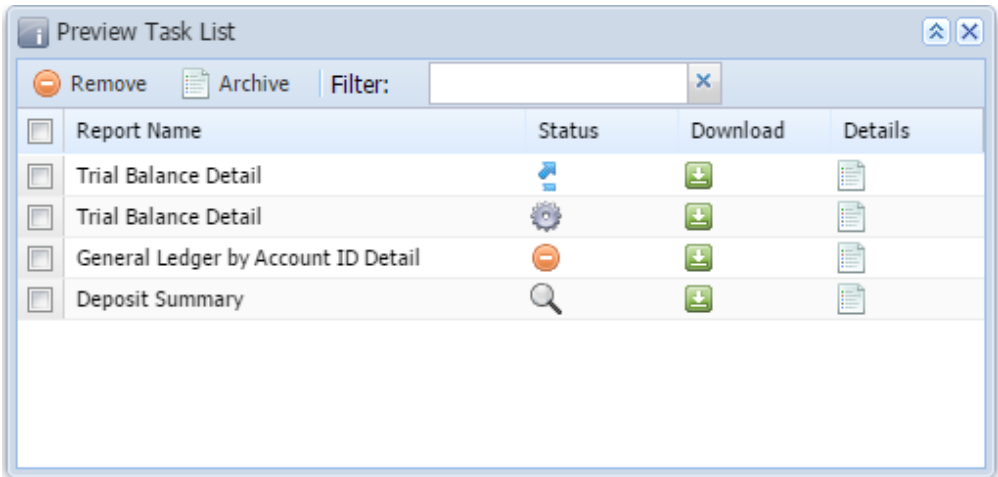 Preview Task List
Remove Archive Filter:
Report Name Status Download Details
Trial Balance Detail
Trial Balance Detail
General Ledger by Account ID Detail
Deposit Summary